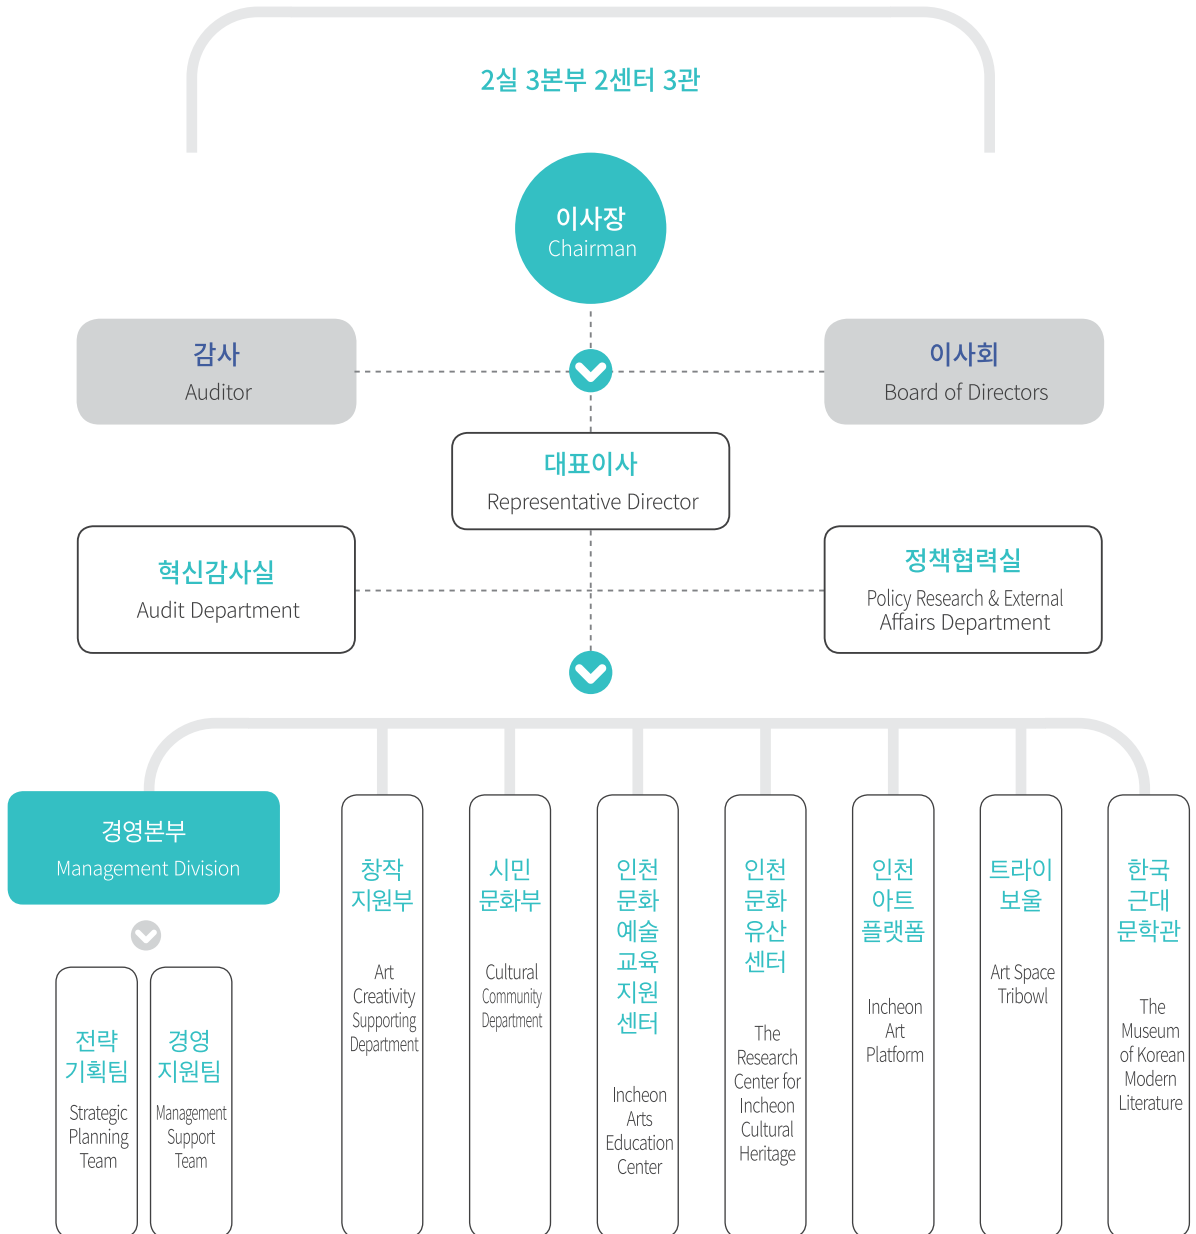 2실 3본부 2센터 3관
이사장
Chairman
감사
Auditor
이사회
Board of Directors
대표이사
Representative Director
혁신감사실
Audit Department
정책협력실
Policy Research & External
Affairs Department
경영본부
Management Division
전략
기획팀
Strategic
Planning
Team
경영
지원팀
Management
Support
Team
창작
지원부
Art
Creativity
Supporting
Department
시민
문화부
Cultural
Community
Department
인천
문화
예술
교육
지원
센터
Incheon
Arts
Education
Center
인천
문화
유산
센터
The
Research
Center for
Incheon
Cultural
Heritage
인천
아트
플랫폼
Incheon
Art
Platform
트라이
보울
Art Space
Tribowl
한국
근대
문학관
The
Museum
of Korean
Modern
Literature